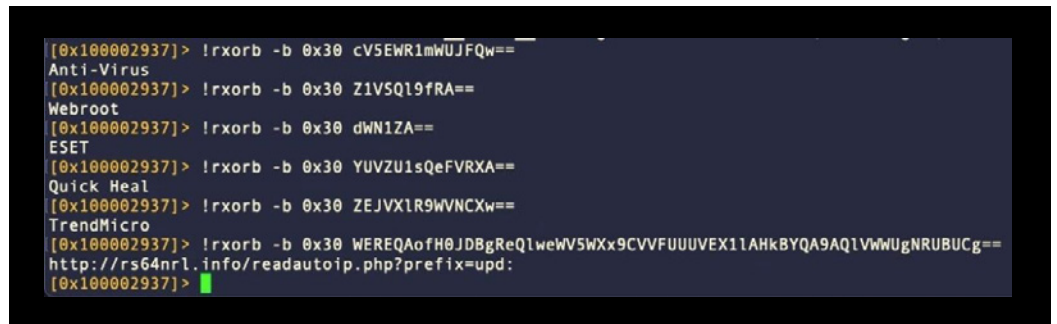 [0x100002937]> !rxorb -b 0x30 cV5EWR1mWUJFQw==
Anti-Virus
[0x100002937]> !rxorb -b 0x30 Z1VSQl9fRA==
Webroot
[0x100002937]> !rxorb -b 0x30 dWN1ZA==
ESET
[0x100002937]> !rxorb -b 0x30 YUVZU1sQeFVRXA==
Quick Heal
[0x100002937]> !rxorb -b 0x30 ZEJVXlR9WVNCXw==
TrendMicro
[0x100002937]> !rxorb -b 0x30 WEREQAofH0JDBgReQlweWV5WXx9CVVFUUUVEX1lAHkBYQA9AQlVWWUgNRUBUCg==
http://rs64nrl.info/readautoip.php?prefix=upd:
[0x100002937]>